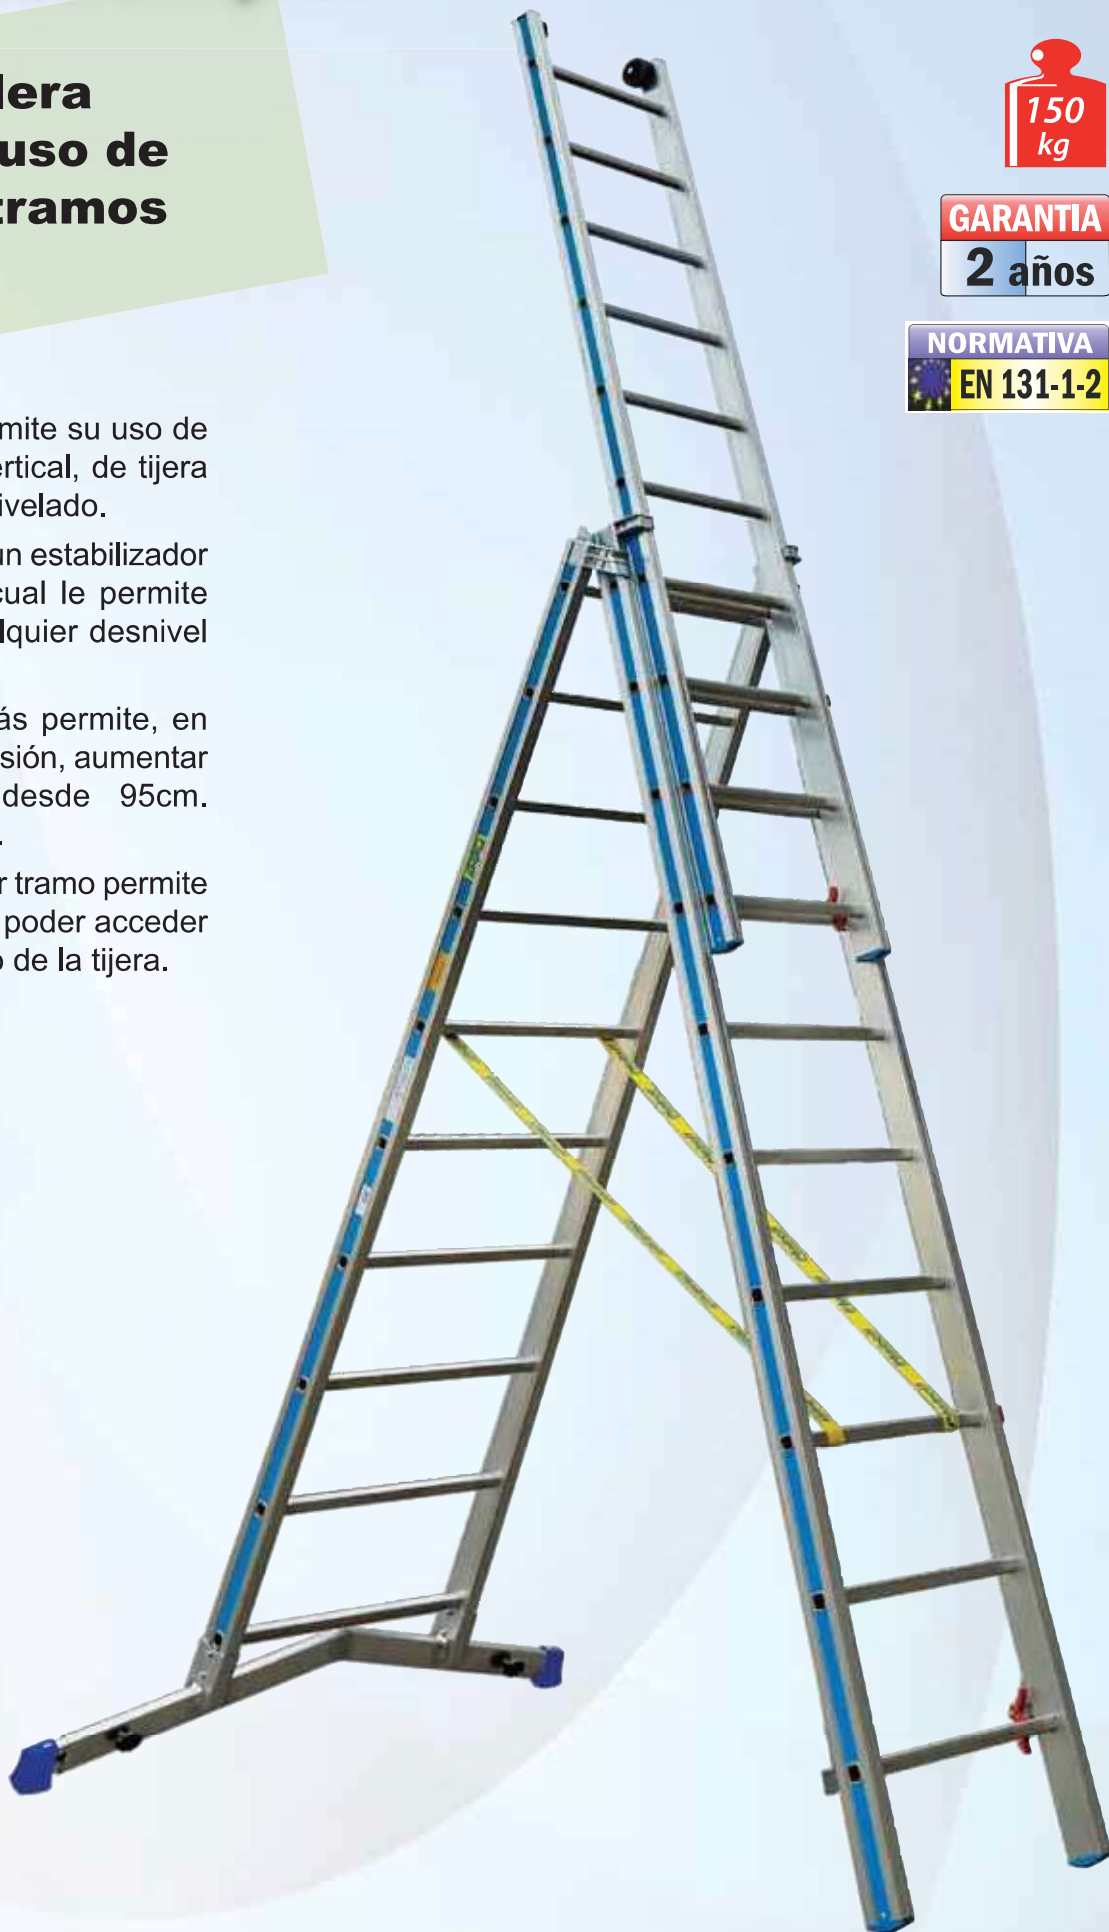 lera
uso de
tramos
mite su uso de
ertical, de tijera
ivelado.
un estabilizador
cual le permite
lquier desnivel
ás permite, en
sión, aumentar
desde 95cm.
.
r tramo permite
poder acceder
o de la tijera.
150
kg
GARANTIA
2 años
NORMATIVA
EN 131-1-2